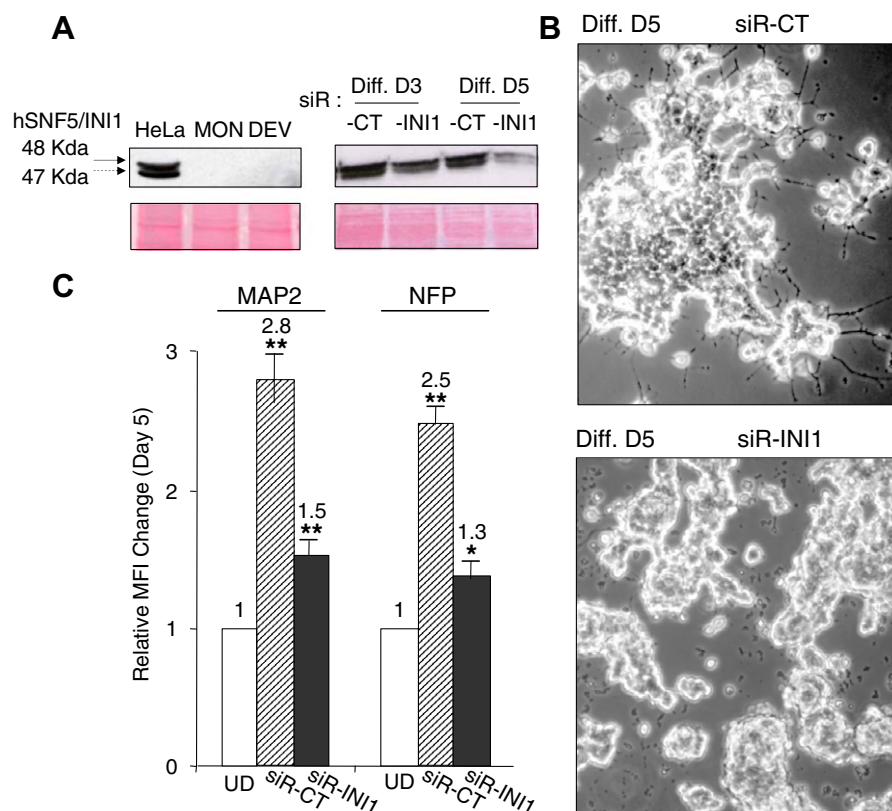 A
siR :
Diff. D3
Diff. D5
hSNF5/INI1
HeLa MON DEV
-CT -INI1 -CT -INI1
48 Kda
47 Kda
B
Diff. D5 siR-CT
Diff. D5 siR-INI1
C
MAP2
NFP
Relative MFI Change (Day 5)
3
2
1
0
1
2.8
**
1.5
**
1
2.5
**
1.3
*
UD
siR-CT
siR-INI1
UD
siR-CT
siR-INI1